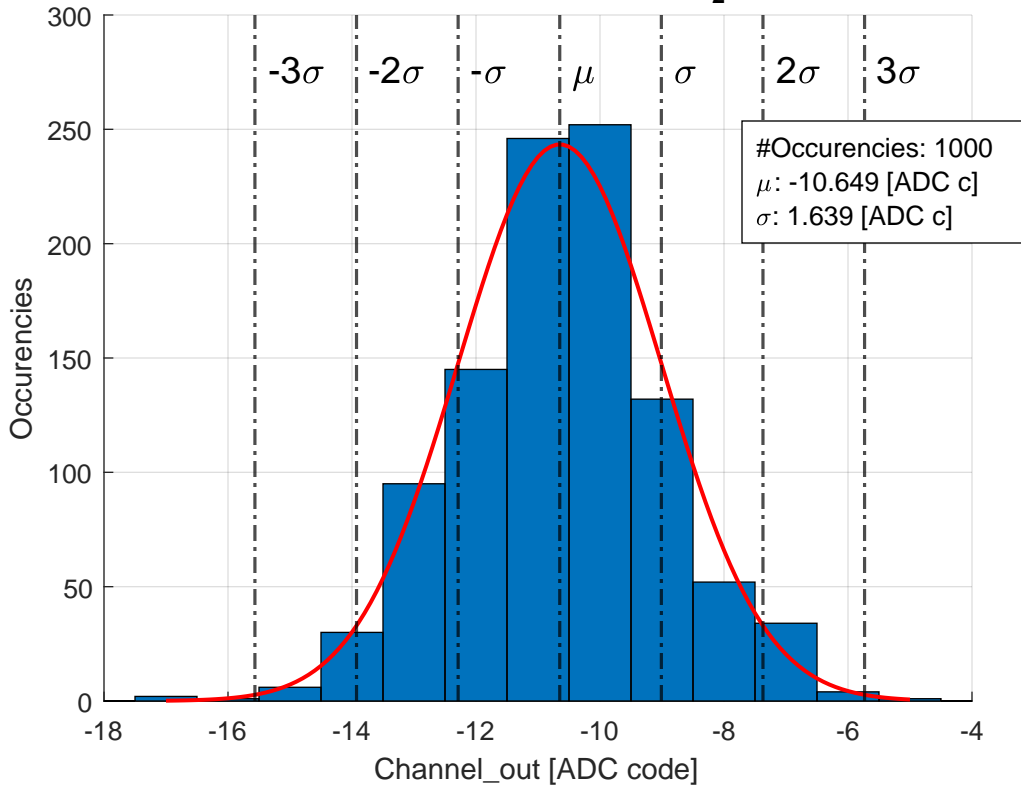 2
300
-3σ -2σ -σ μ σ 2σ 3σ
250
#Occurencies: 1000
μ: -10.649 [ADC c]
σ: 1.639 [ADC c]
200
Occurencies
150
100
50
0
-18 -16 -14 -12 -10 -8 -6 -4
Channel_out [ADC code]